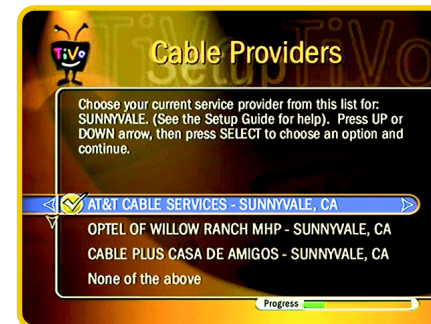 TiVo
Cable Providers
Choose your current service provider from this list for:
SUNNYVALE. (See the Setup Guide for help). Press UP or
DOWN arrow, then press SELECT to choose an option and
continue.
AT&T CABLE SERVICES - SUNNYVALE, CA
OPTEL OF WILLOW RANCH MHP - SUNNYVALE, CA
CABLE PLUS CASA DE AMIGOS - SUNNYVALE, CA
None of the above
Progress